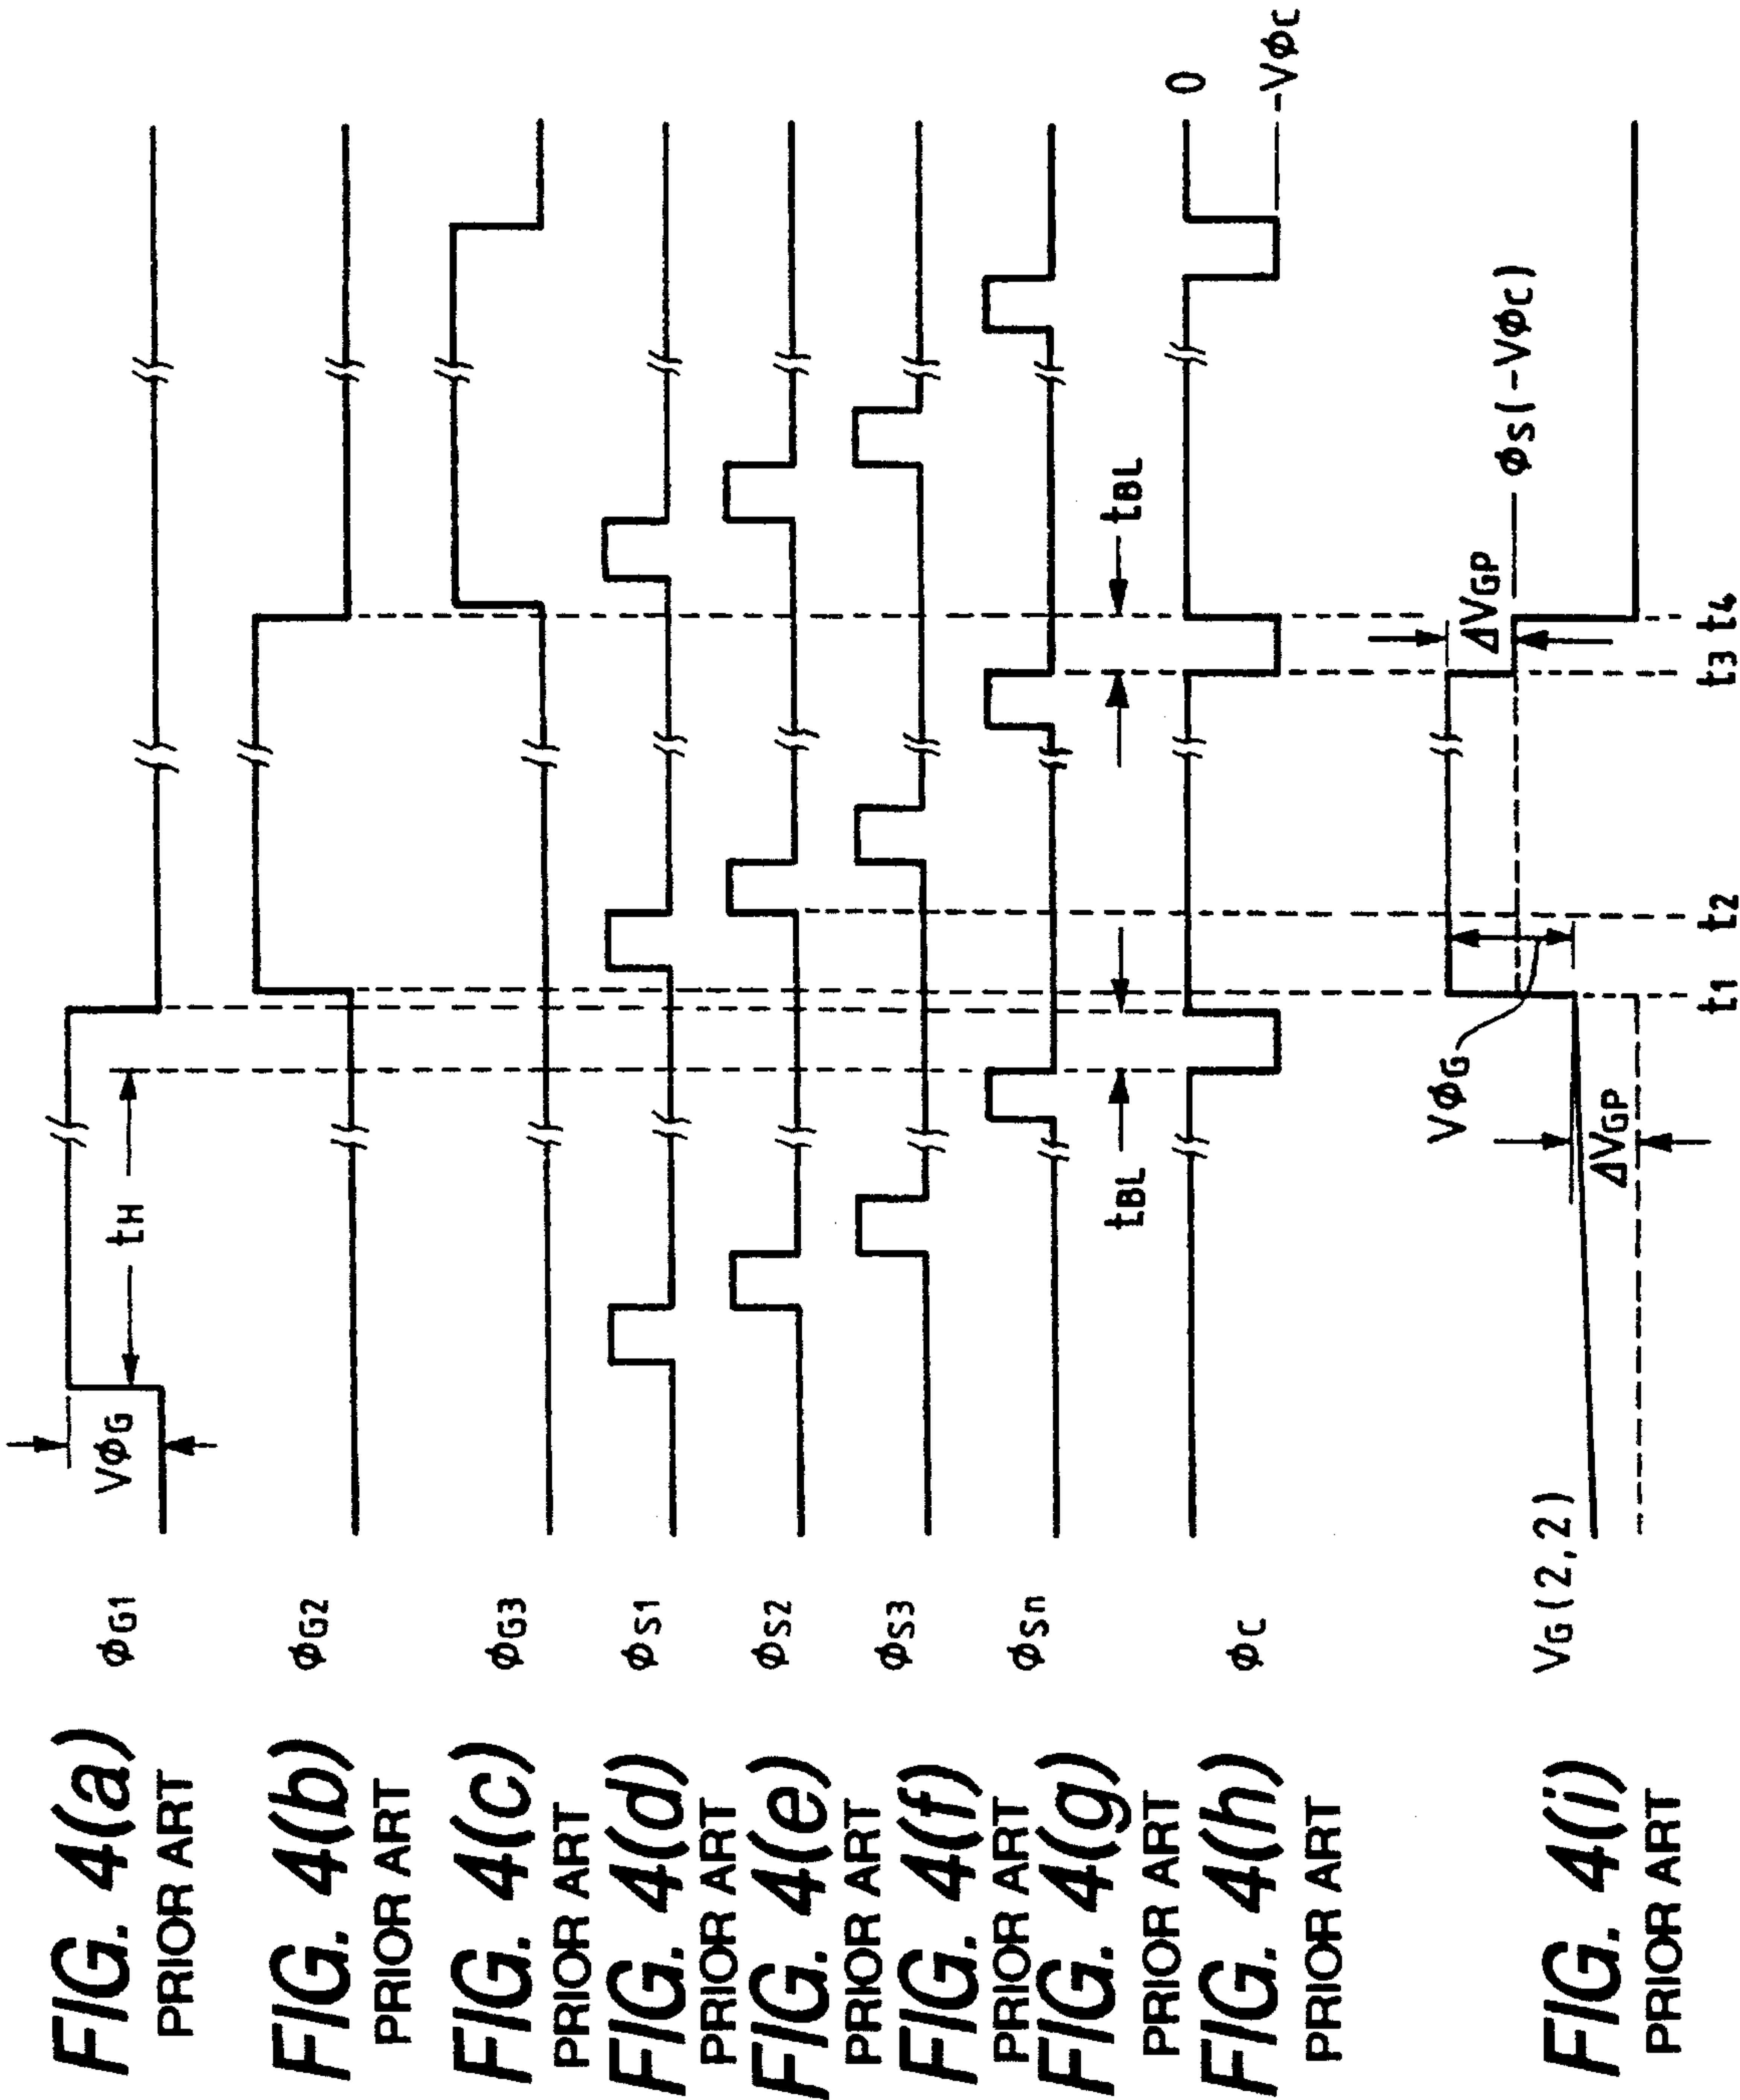 FIG. 4(a)
PRIOR ART
ΦG1
VΦG
tH
FIG. 4(b)
PRIOR ART
ΦG2
FIG. 4(c)
PRIOR ART
ΦG3
FIG. 4(d)
PRIOR ART
ΦS1
FIG. 4(e)
PRIOR ART
ΦS2
FIG. 4(f)
PRIOR ART
ΦS3
FIG. 4(g)
PRIOR ART
ΦSn
tBL
tBL
FIG. 4(h)
PRIOR ART
ΦC
0
-VΦC
FIG. 4(i)
PRIOR ART
VG(2,2)
VΦG
ΔVGP
ΔVGP
ΦS(-VΦC)
t1 t2 t3 t4